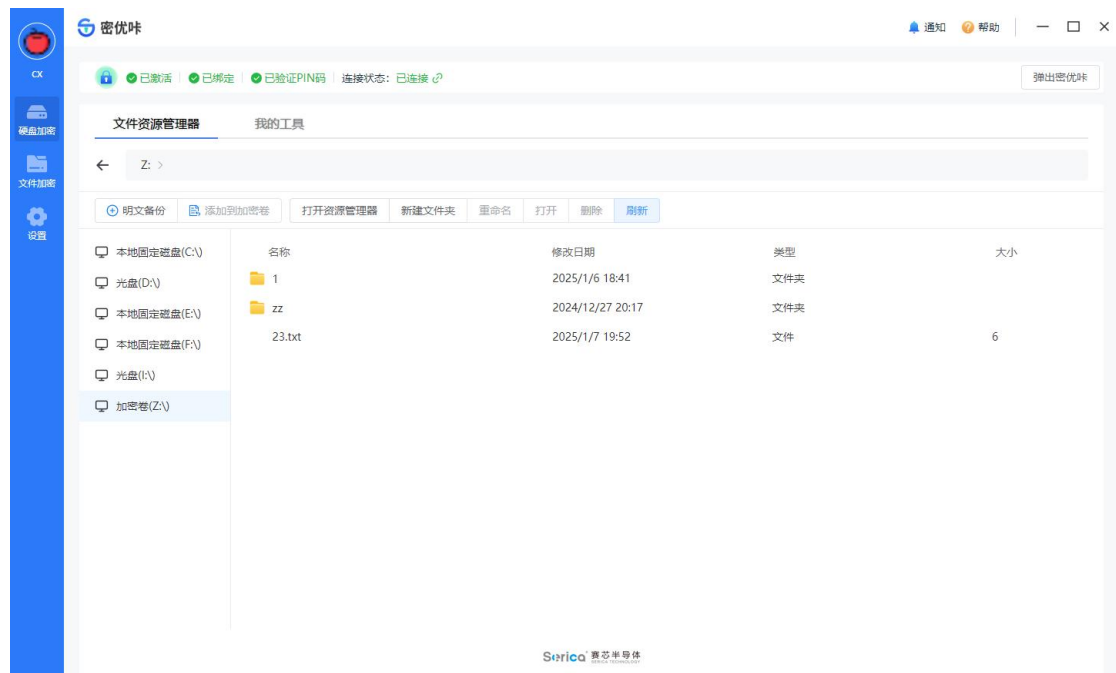 密优咔
通知 帮助
CX
已激活 已绑定 已验证PIN码 连接状态: 已连接
弹出密优咔
硬盘加密
文件加密
设置
文件资源管理器 我的工具
Z: >
明文备份 添加到加密卷 打开资源管理器 新建文件夹 重命名 打开 删除 刷新
本地固定磁盘(C:\)
光盘(D:\)
本地固定磁盘(E:\)
本地固定磁盘(F:\)
光盘(I:\)
加密卷(Z:\)
名称 修改日期 类型 大小
1 2025/1/6 18:41 文件夹
zz 2024/12/27 20:17 文件夹
23.txt 2025/1/7 19:52 文件 6
Serica 赛芯半导体
SERICA TECHNOLOGY